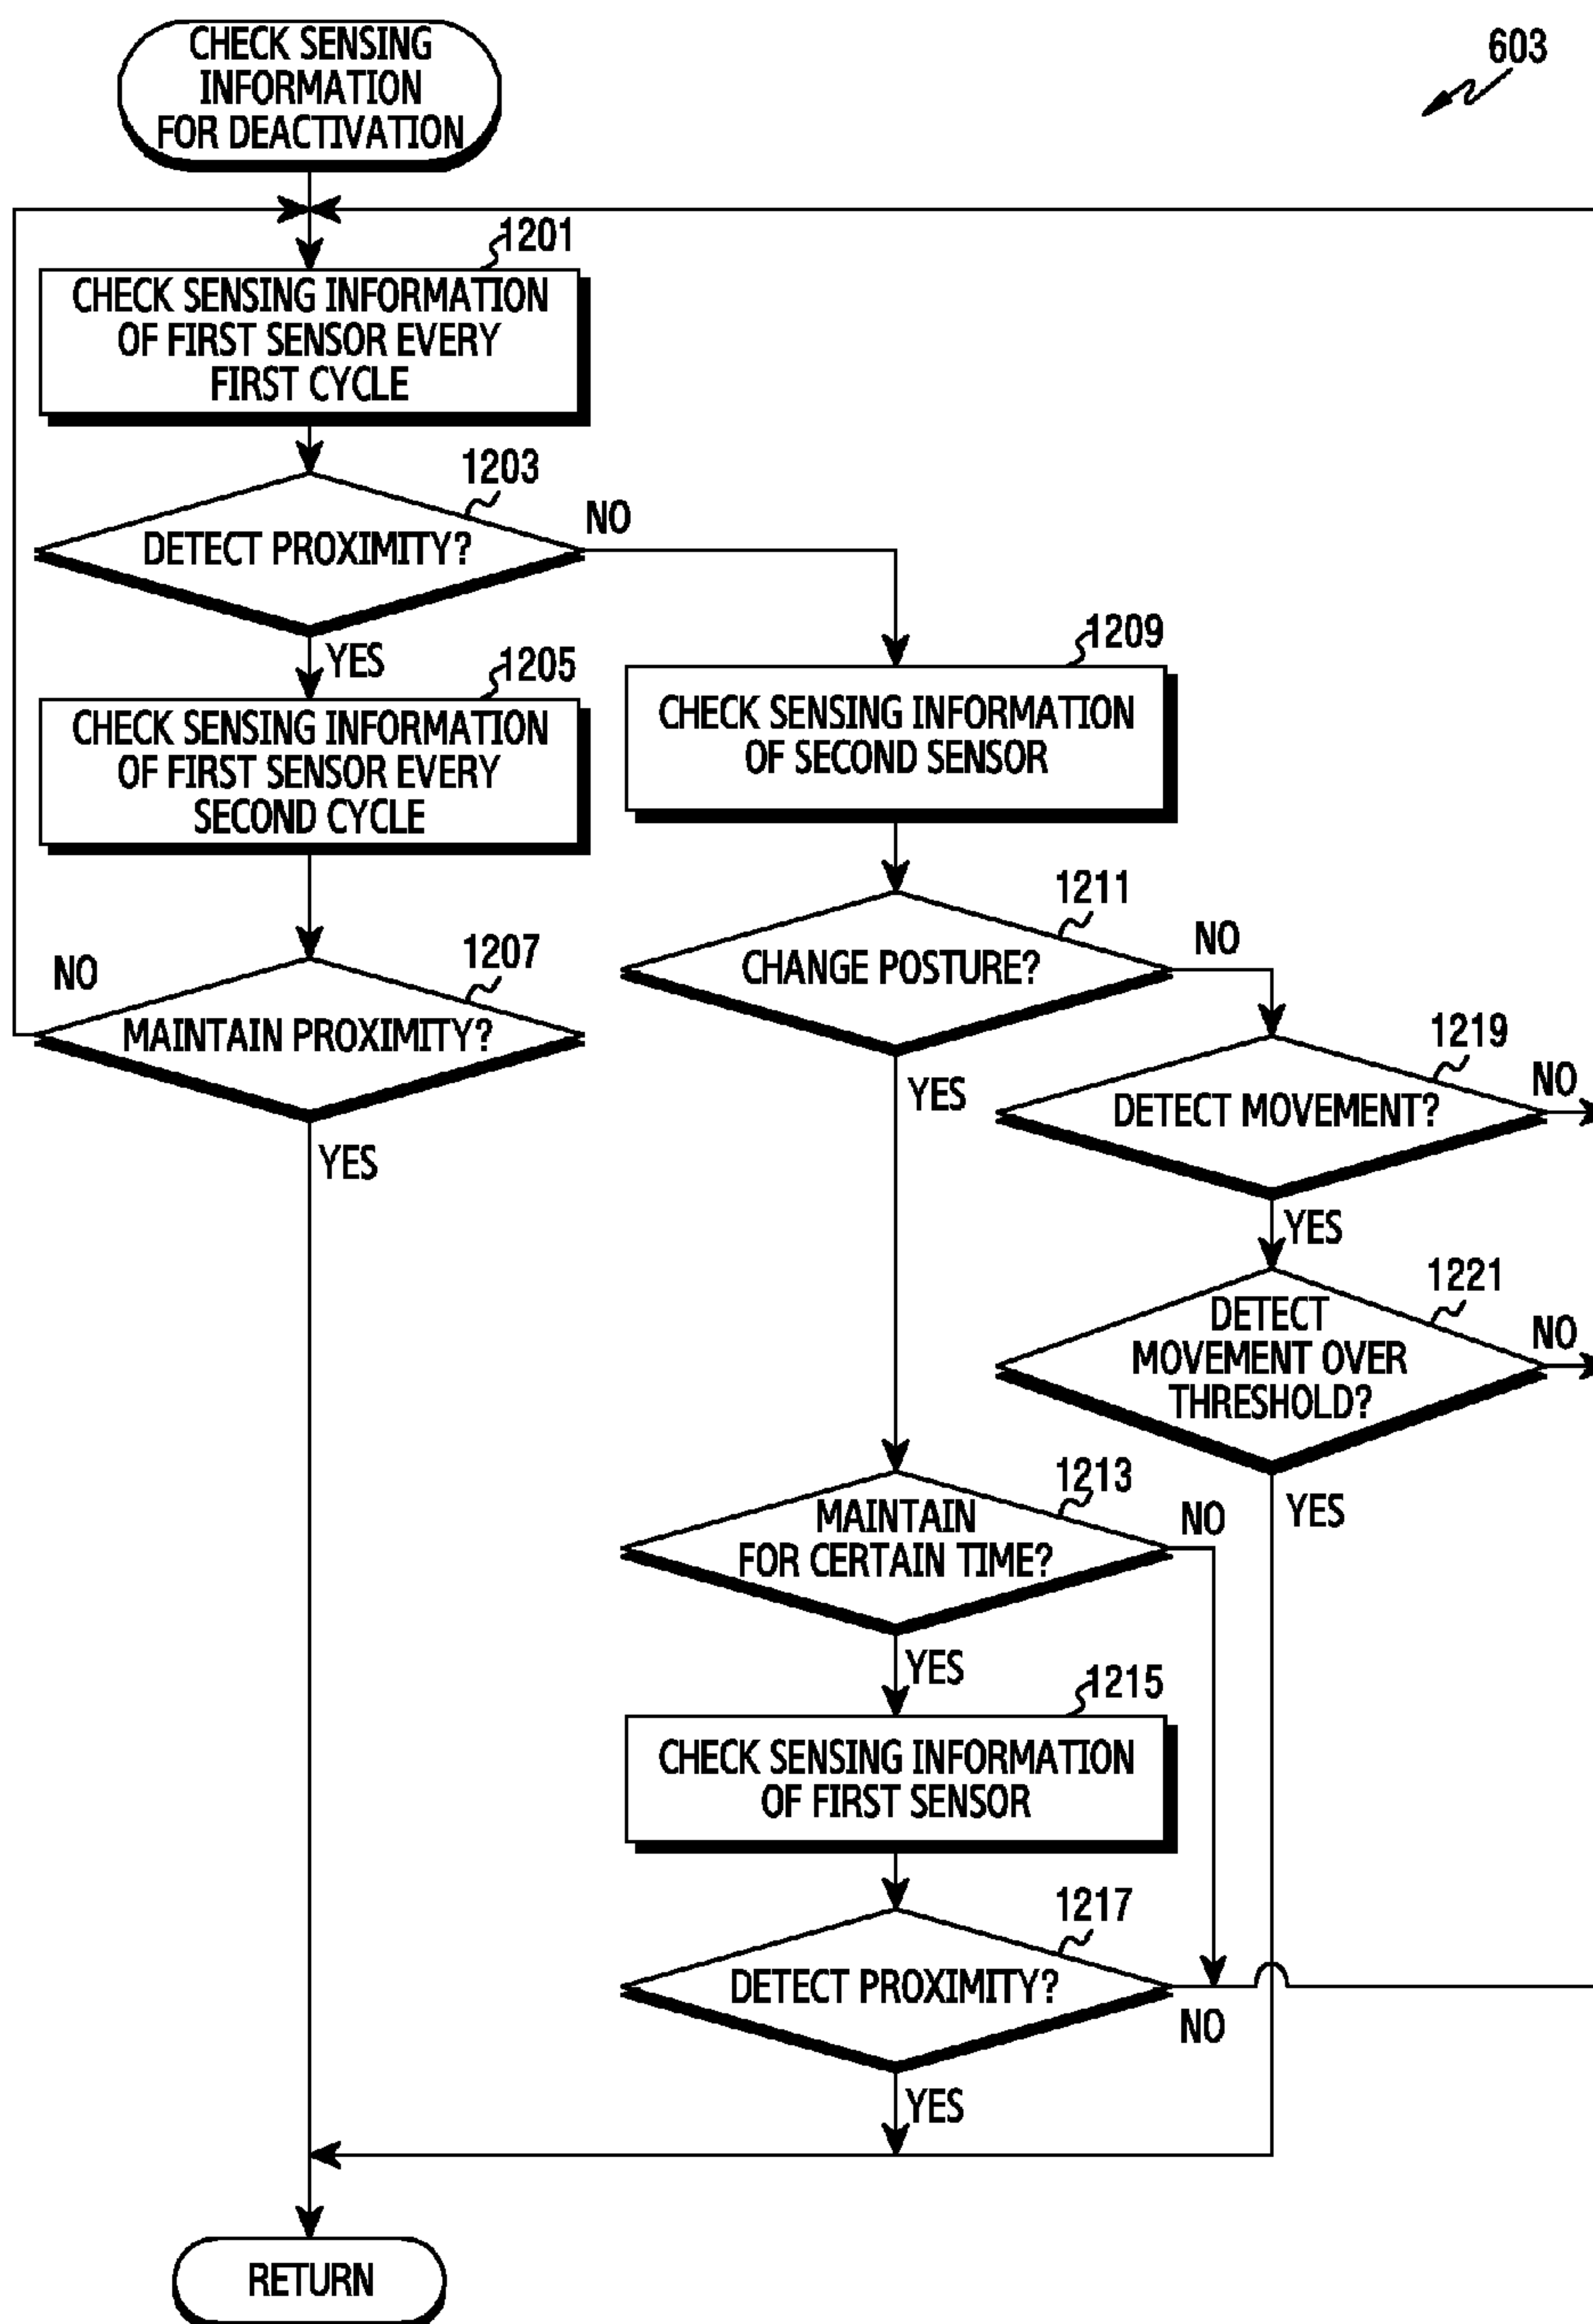 CHECK SENSING
INFORMATION
FOR DEACTIVATION
603
1201
CHECK SENSING INFORMATION
OF FIRST SENSOR EVERY
FIRST CYCLE
1203
DETECT PROXIMITY?
NO
YES
1205
CHECK SENSING INFORMATION
OF FIRST SENSOR EVERY
SECOND CYCLE
1207
NO
MAINTAIN PROXIMITY?
YES
1209
CHECK SENSING INFORMATION
OF SECOND SENSOR
1211
CHANGE POSTURE?
NO
YES
1219
DETECT MOVEMENT?
NO
YES
1221
DETECT
MOVEMENT OVER
THRESHOLD?
NO
YES
1213
MAINTAIN
FOR CERTAIN TIME?
NO
YES
1215
CHECK SENSING INFORMATION
OF FIRST SENSOR
1217
DETECT PROXIMITY?
NO
YES
RETURN